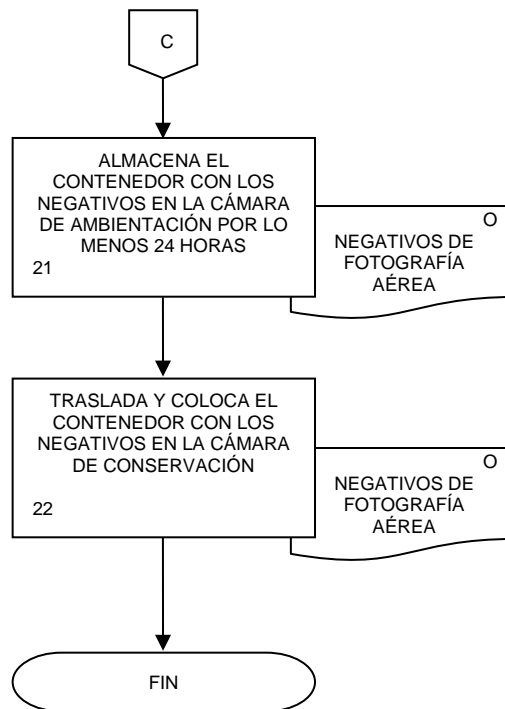 C
ALMACENA EL
CONTENEDOR CON LOS
NEGATIVOS EN LA CÁMARA
DE AMBIENTACIÓN POR LO
MENOS 24 HORAS
21
O
NEGATIVOS DE
FOTOGRAFÍA
AÉREA
TRASLADA Y COLOCA EL
CONTENEDOR CON LOS
NEGATIVOS EN LA CÁMARA
DE CONSERVACIÓN
22
O
NEGATIVOS DE
FOTOGRAFÍA
AÉREA
FIN